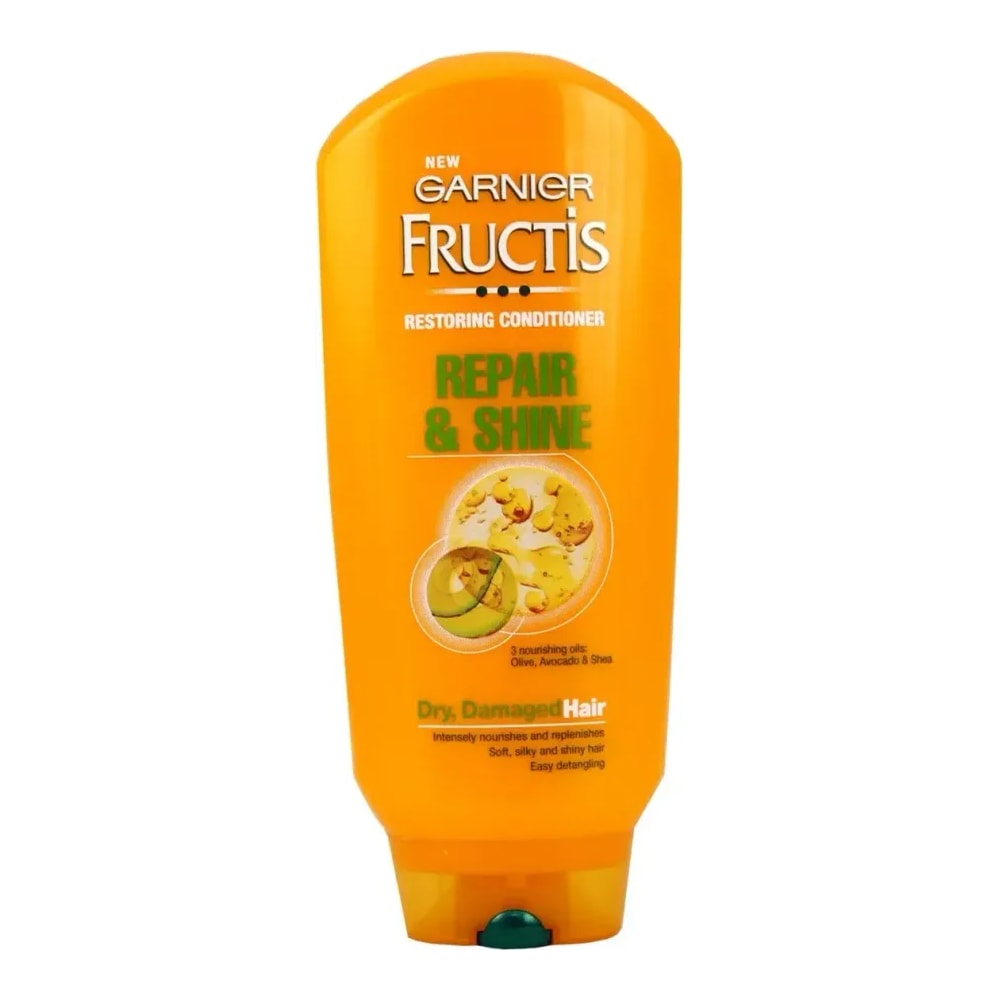 NEW
GARNIER
FRUCTiS
RESTORING CONDITIONER
REPAIR
& SHINE
3 nourishing oils:
Olive, Avocado & Shea
Dry, Damaged Hair
Intensely nourishes and replenishes
Soft, silky and shiny hair
Easy detangling